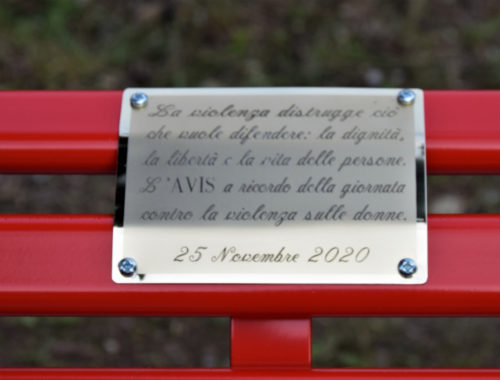 La violenza distrugge ciò
che vuole difendere: la dignità,
la libertà e la vita delle persone.
L'AVIS a ricordo della giornata
contro la violenza sulle donne.
25 Novembre 2020